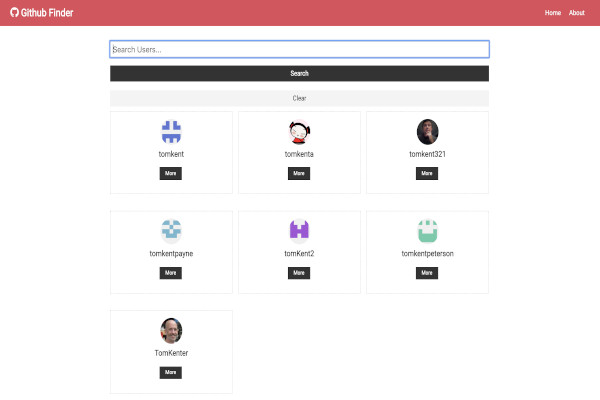 Github Finder
Home About
Search Users...
Search
Clear
tomkent
More
tomkenta
More
tomkent321
More
tomkentpayne
More
tomKent2
More
tomkentpeterson
More
TomKenter
More